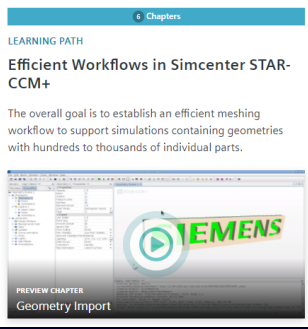 6 Chapters
LEARNING PATH
Efficient Workflows in Simcenter STAR-
CCM+
The overall goal is to establish an efficient meshing
workflow to support simulations containing geometries
with hundreds to thousands of individual parts.
IEMENS
PREVIEW CHAPTER
Geometry Import